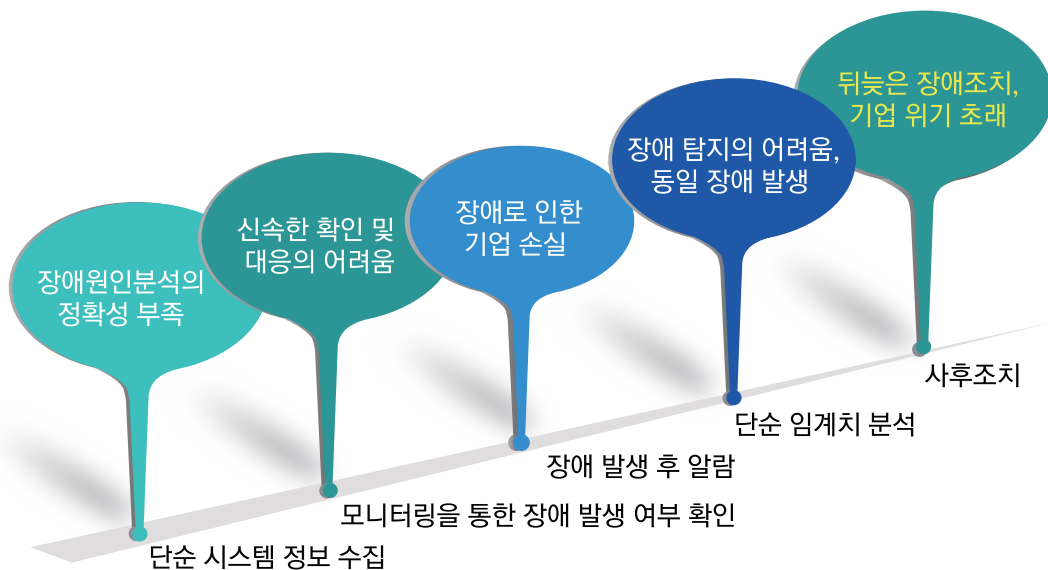 장애원인분석의
정확성 부족
단순 시스템 정보 수집
신속한 확인 및
대응의 어려움
모니터링을 통한 장애 발생 여부 확인
장애로 인한
기업 손실
장애 발생 후 알람
장애 탐지의 어려움,
동일 장애 발생
단순 임계치 분석
뒤늦은 장애조치,
기업 위기 초래
사후조치